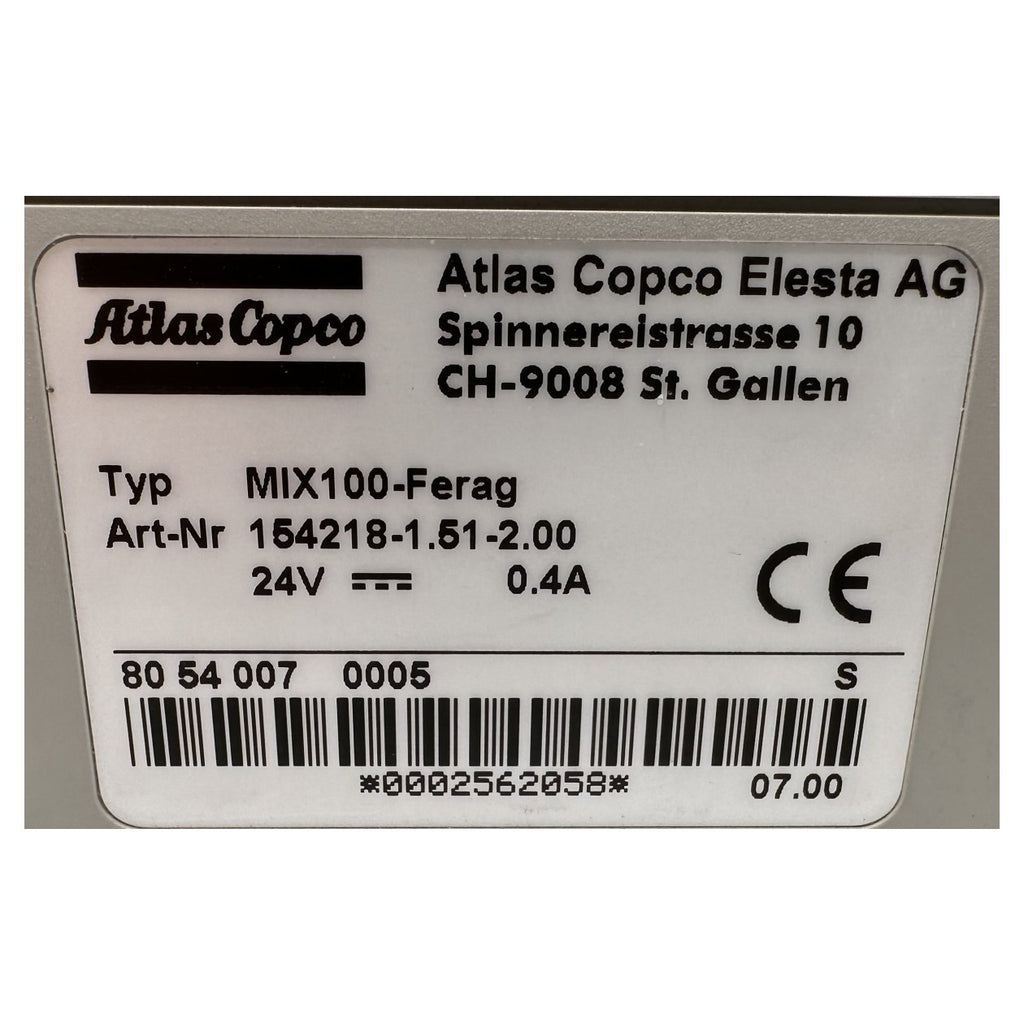 Atlas Copco
Atlas Copco Elesta AG
Spinnereistrasse 10
CH-9008 St. Gallen
Typ MIX100-Ferag
Art-Nr 154218-1.51-2.00
24V ⎓ 0.4A
CE
80 54 007 0005 S
*0002562058* 07.00